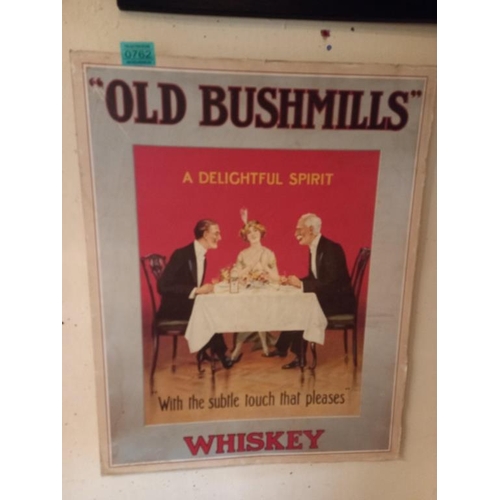 0762
"OLD BUSHMILLS"
A DELIGHTFUL SPIRIT
"With the subtle touch that pleases"
WHISKEY